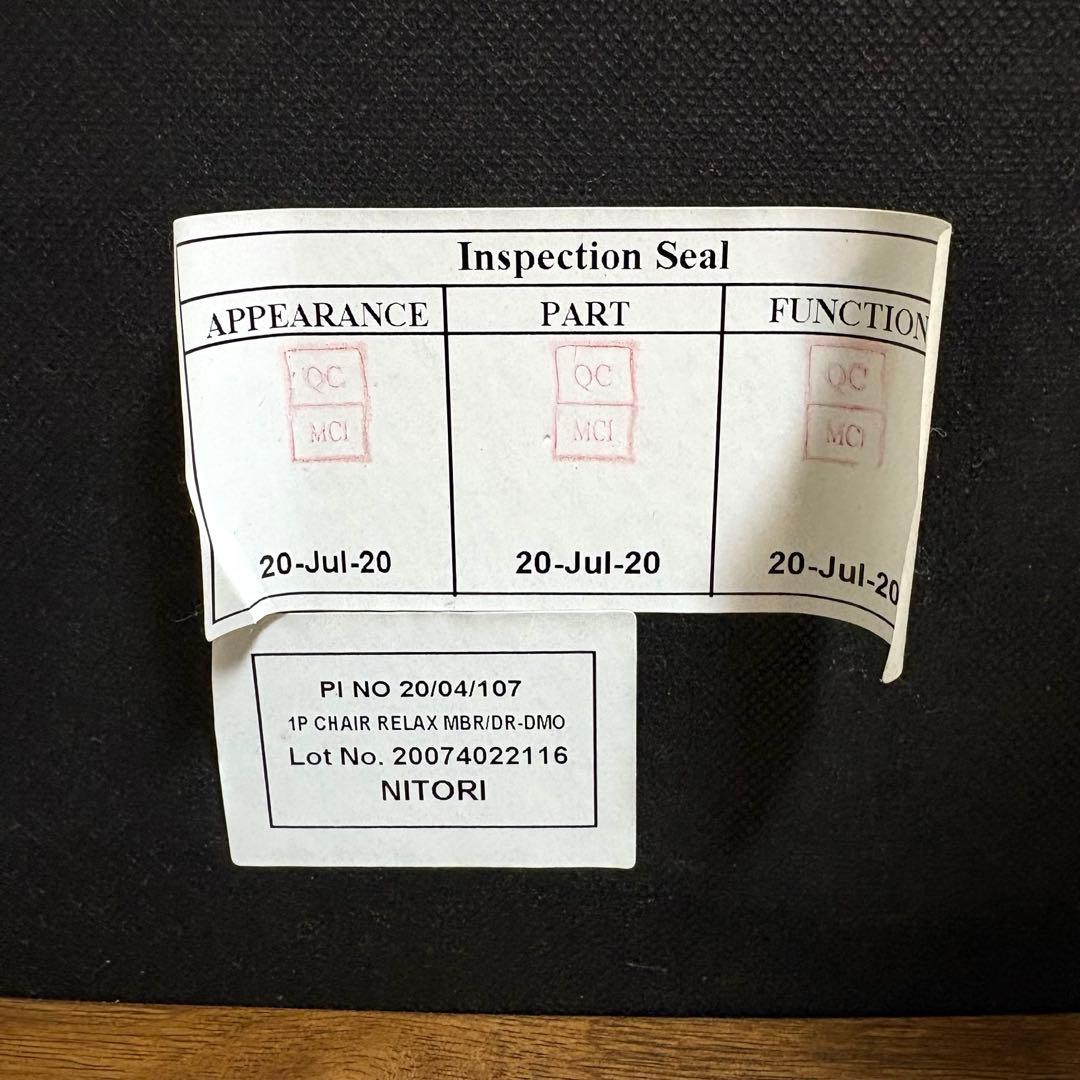 Inspection Seal
APPEARANCE PART FUNCTION
QC QC QC
MCI MCI MCI
20-Jul-20 20-Jul-20 20-Jul-20
PI NO 20/04/107
1P CHAIR RELAX MBR/DR-DMO
Lot No. 20074022116
NITORI